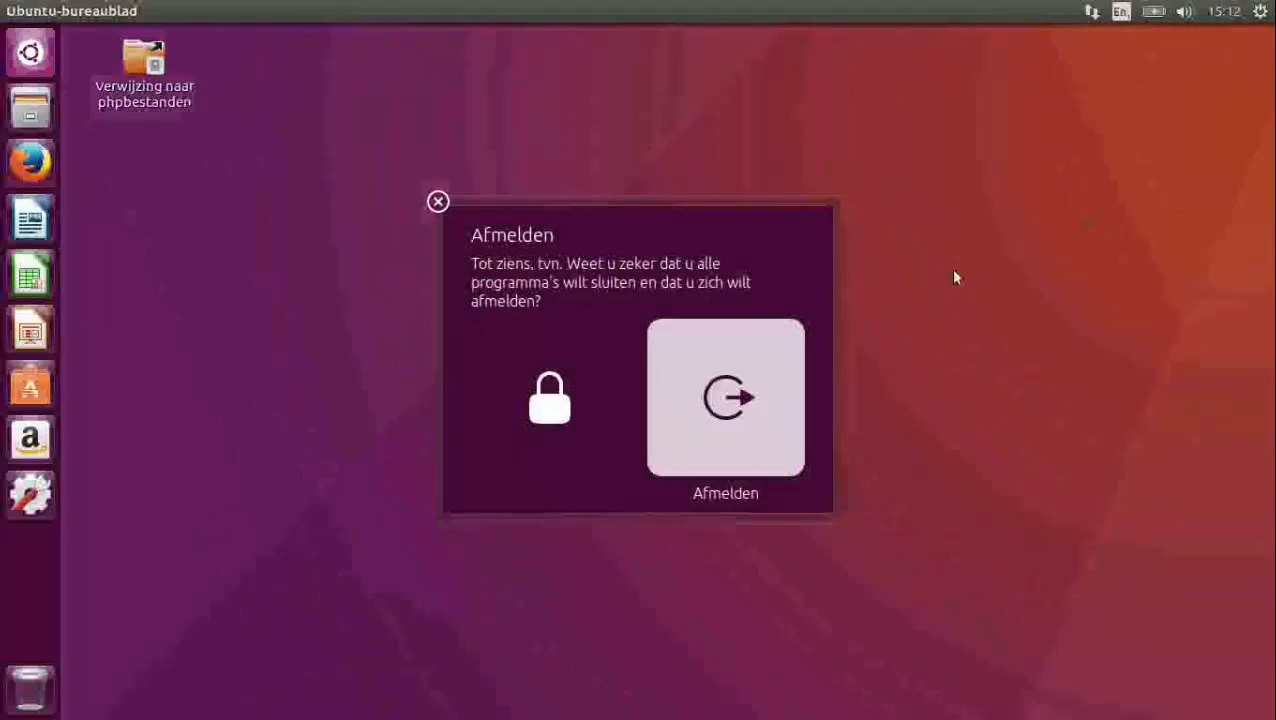 Ubuntu-bureaublad
En
15:12
Verwijzing naar
phpbestanden
Afmelden
Tot ziens, tvn. Weet u zeker dat u alle
programma's wilt sluiten en dat u zich wilt
afmelden?
Afmelden